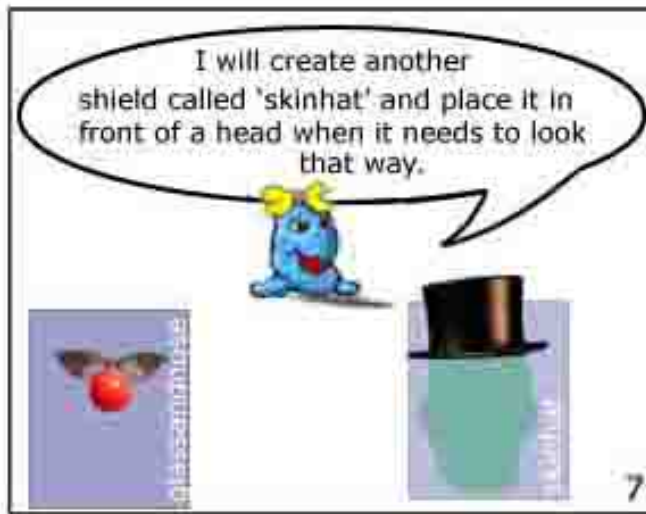 I will create another
shield called ‘skinhat’ and place it in
front of a head when it needs to look
that way.
7